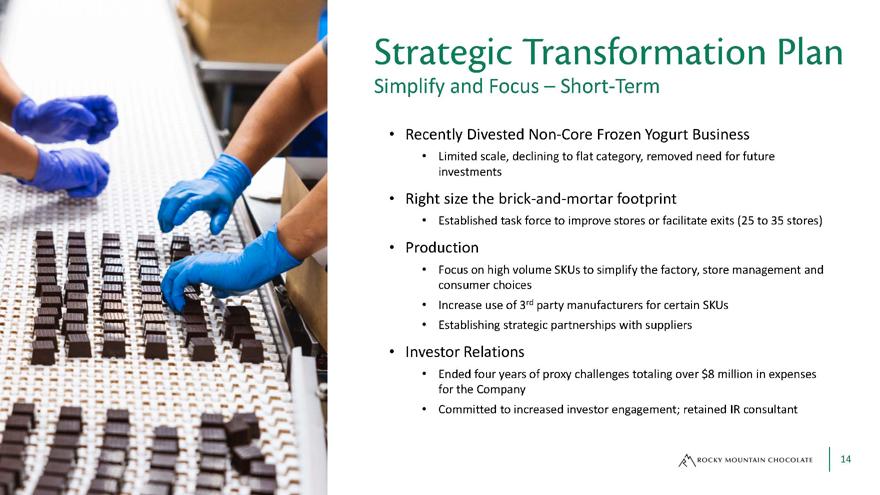 Strategic Transformation Plan
Simplify and Focus – Short-Term
• Recently Divested Non-Core Frozen Yogurt Business
• Limited scale, declining to flat category, removed need for future
investments
• Right size the brick-and-mortar footprint
• Established task force to improve stores or facilitate exits (25 to 35 stores)
• Production
• Focus on high volume SKUs to simplify the factory, store management and
consumer choices
• Increase use of 3rd party manufacturers for certain SKUs
• Establishing strategic partnerships with suppliers
• Investor Relations
• Ended four years of proxy challenges totaling over $8 million in expenses
for the Company
• Committed to increased investor engagement; retained IR consultant
ROCKY MOUNTAIN CHOCOLATE
14